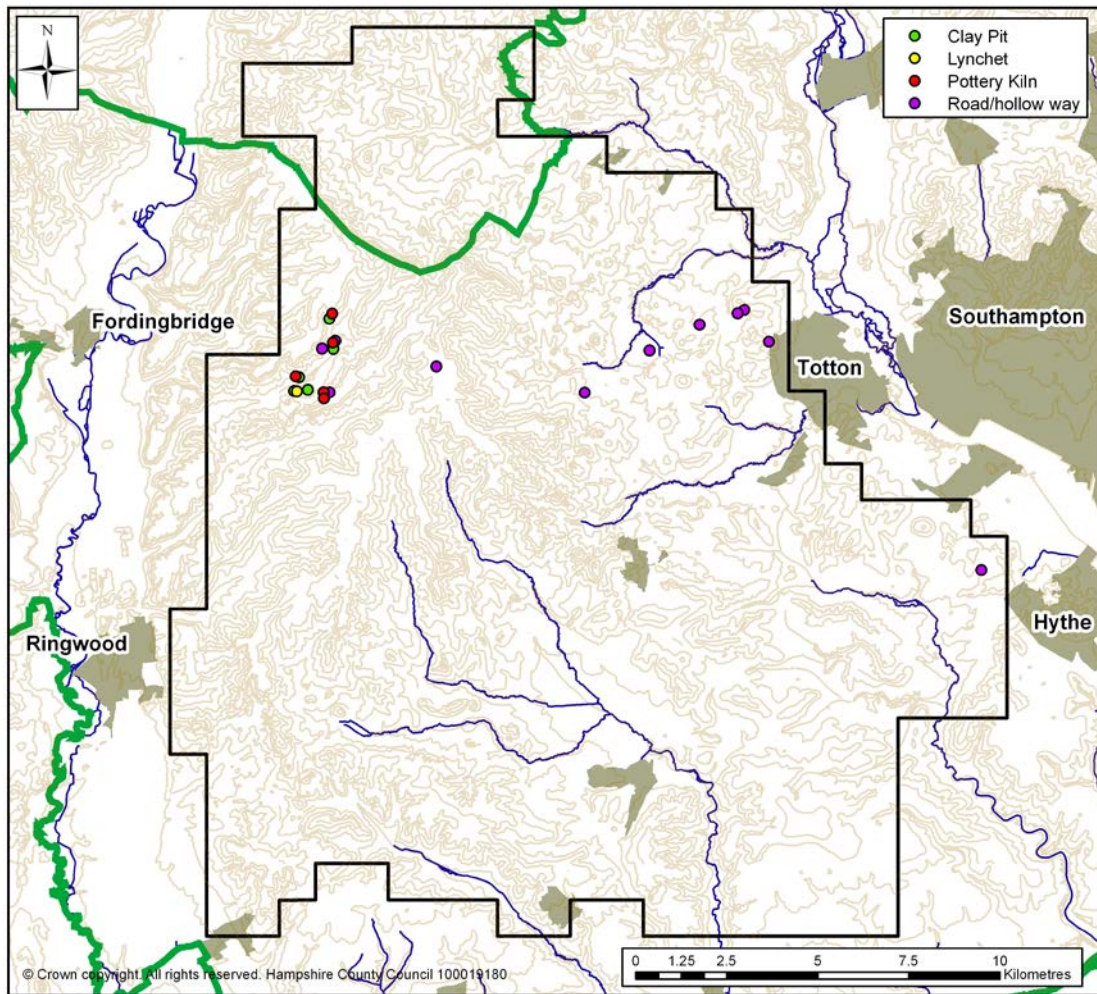 N
Clay Pit
Lynchet
Pottery Kiln
Road/hollow way
Fordingbridge
Southampton
Totton
Ringwood
Hythe
© Crown copyright. All rights reserved. Hampshire County Council 100019180
0 1.25 2.5 5 7.5 10
Kilometres